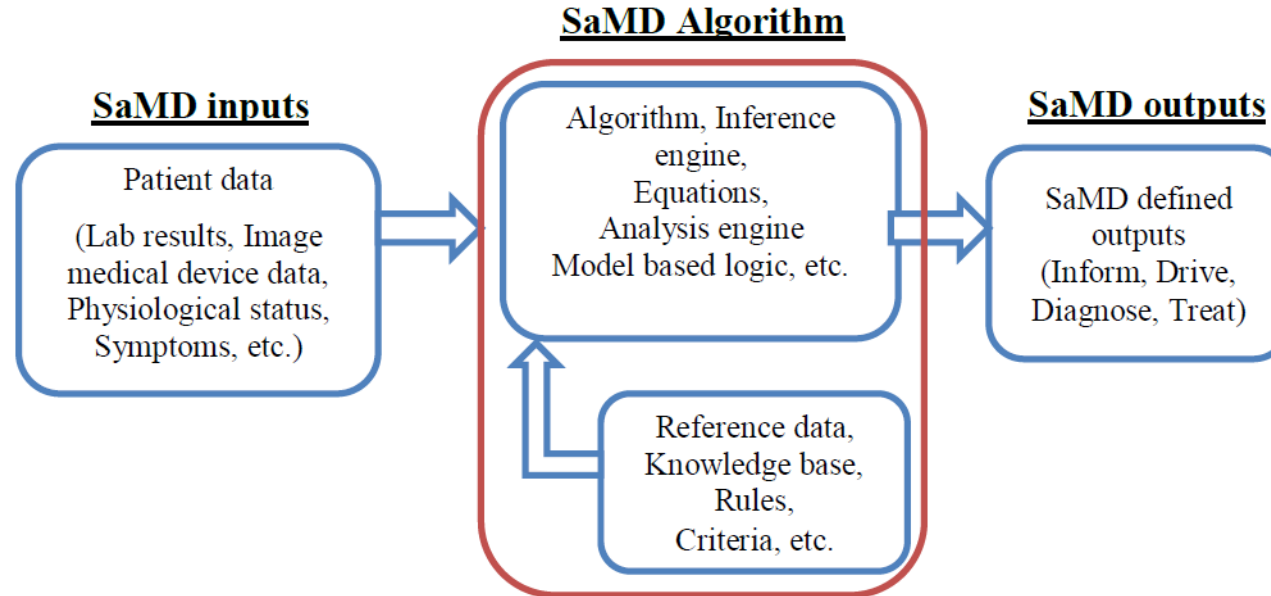 SaMD Algorithm
SaMD inputs
SaMD outputs
Patient data
(Lab results, Image
medical device data,
Physiological status,
Symptoms, etc.)
Algorithm, Inference
engine,
Equations,
Analysis engine
Model based logic, etc.
Reference data,
Knowledge base,
Rules,
Criteria, etc.
SaMD defined
outputs
(Inform, Drive,
Diagnose, Treat)